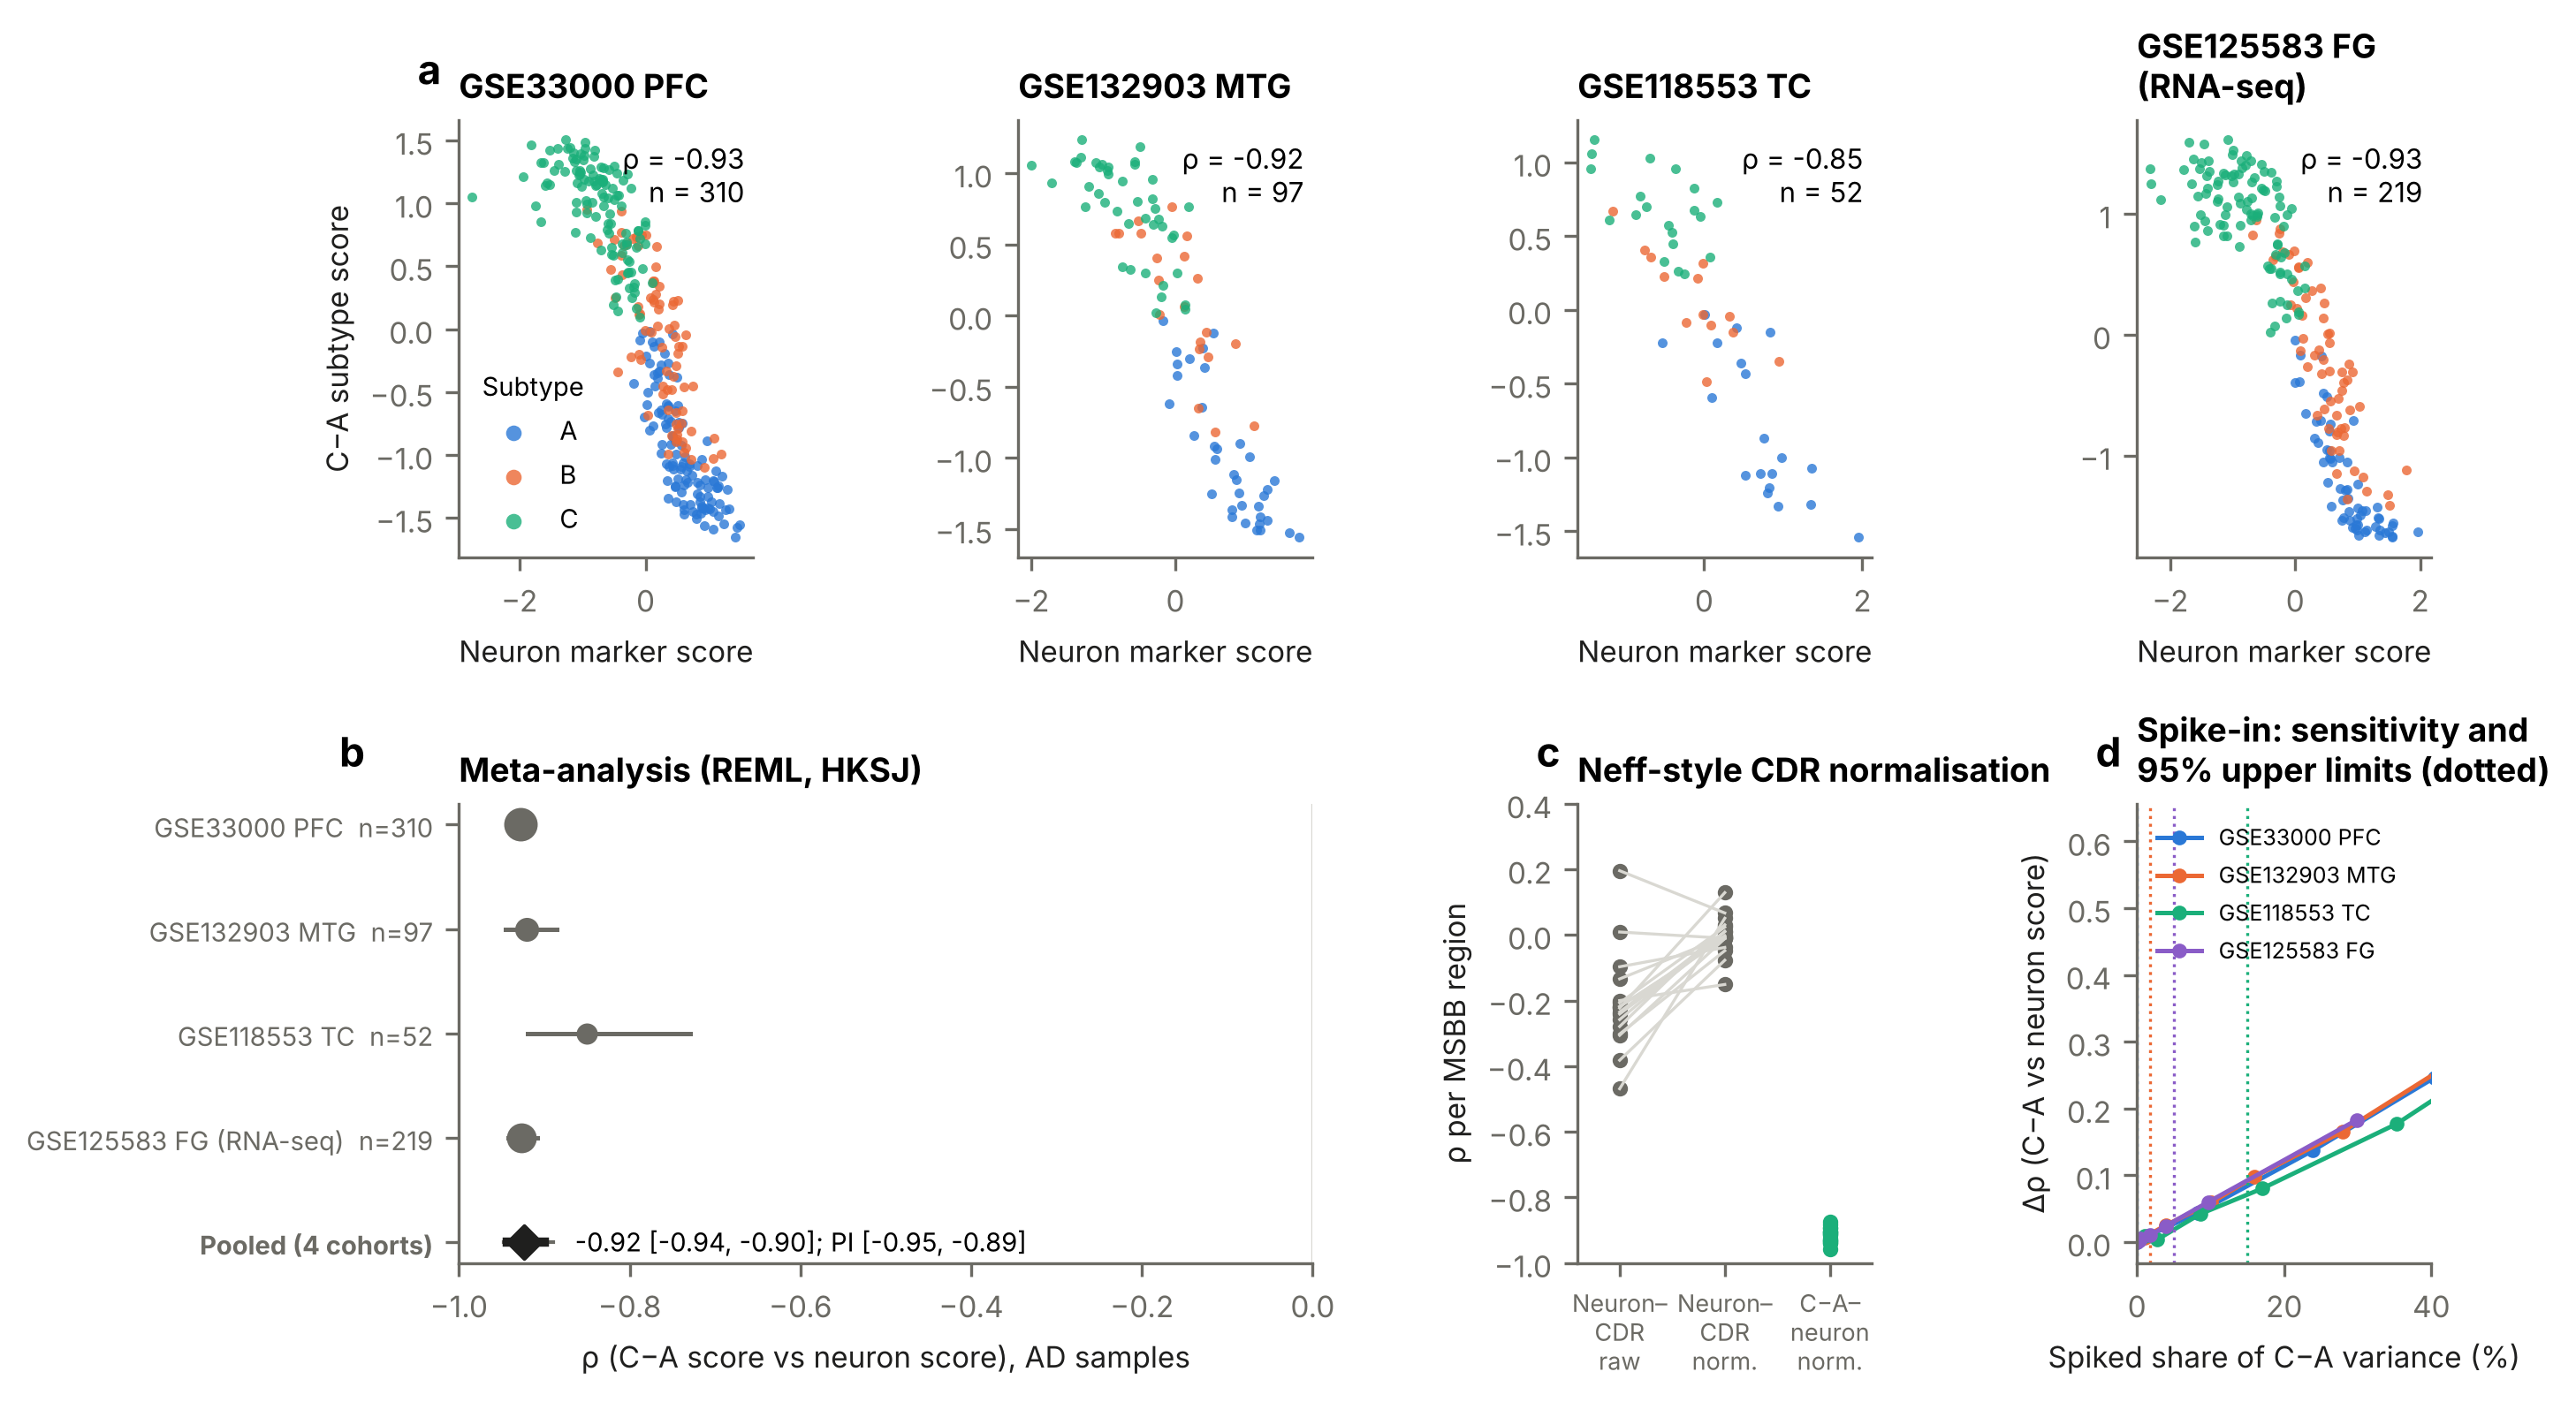 a
GSE33000 PFC
1.5
1.0
0.5
0.0
−0.5
−1.0
−1.5
C−A subtype score
ρ = -0.93
n = 310
Subtype
A
B
C
−2
0
Neuron marker score
GSE132903 MTG
1.0
0.5
0.0
−0.5
−1.0
−1.5
ρ = -0.92
n = 97
−2
0
Neuron marker score
GSE118553 TC
1.0
0.5
0.0
−0.5
−1.0
−1.5
ρ = -0.85
n = 52
0
2
Neuron marker score
GSE125583 FG
(RNA-seq)
1
0
−1
ρ = -0.93
n = 219
−2
0
2
Neuron marker score
b
Meta-analysis (REML, HKSJ)
GSE33000 PFC n=310
GSE132903 MTG n=97
GSE118553 TC n=52
GSE125583 FG (RNA-seq) n=219
Pooled (4 cohorts)
-0.92 [-0.94, -0.90]; PI [-0.95, -0.89]
−1.0
−0.8
−0.6
−0.4
−0.2
0.0
ρ (C−A score vs neuron score), AD samples
c
Neff-style CDR normalisation
0.4
0.2
0.0
−0.2
−0.4
−0.6
−0.8
−1.0
ρ per MSBB region
Neuron–
CDR
raw
Neuron–
CDR
norm.
C−A–
neuron
norm.
d
Spike-in: sensitivity and
95% upper limits (dotted)
0.6
0.5
0.4
0.3
0.2
0.1
0.0
Δρ (C−A vs neuron score)
GSE33000 PFC
GSE132903 MTG
GSE118553 TC
GSE125583 FG
0
20
40
Spiked share of C−A variance (%)